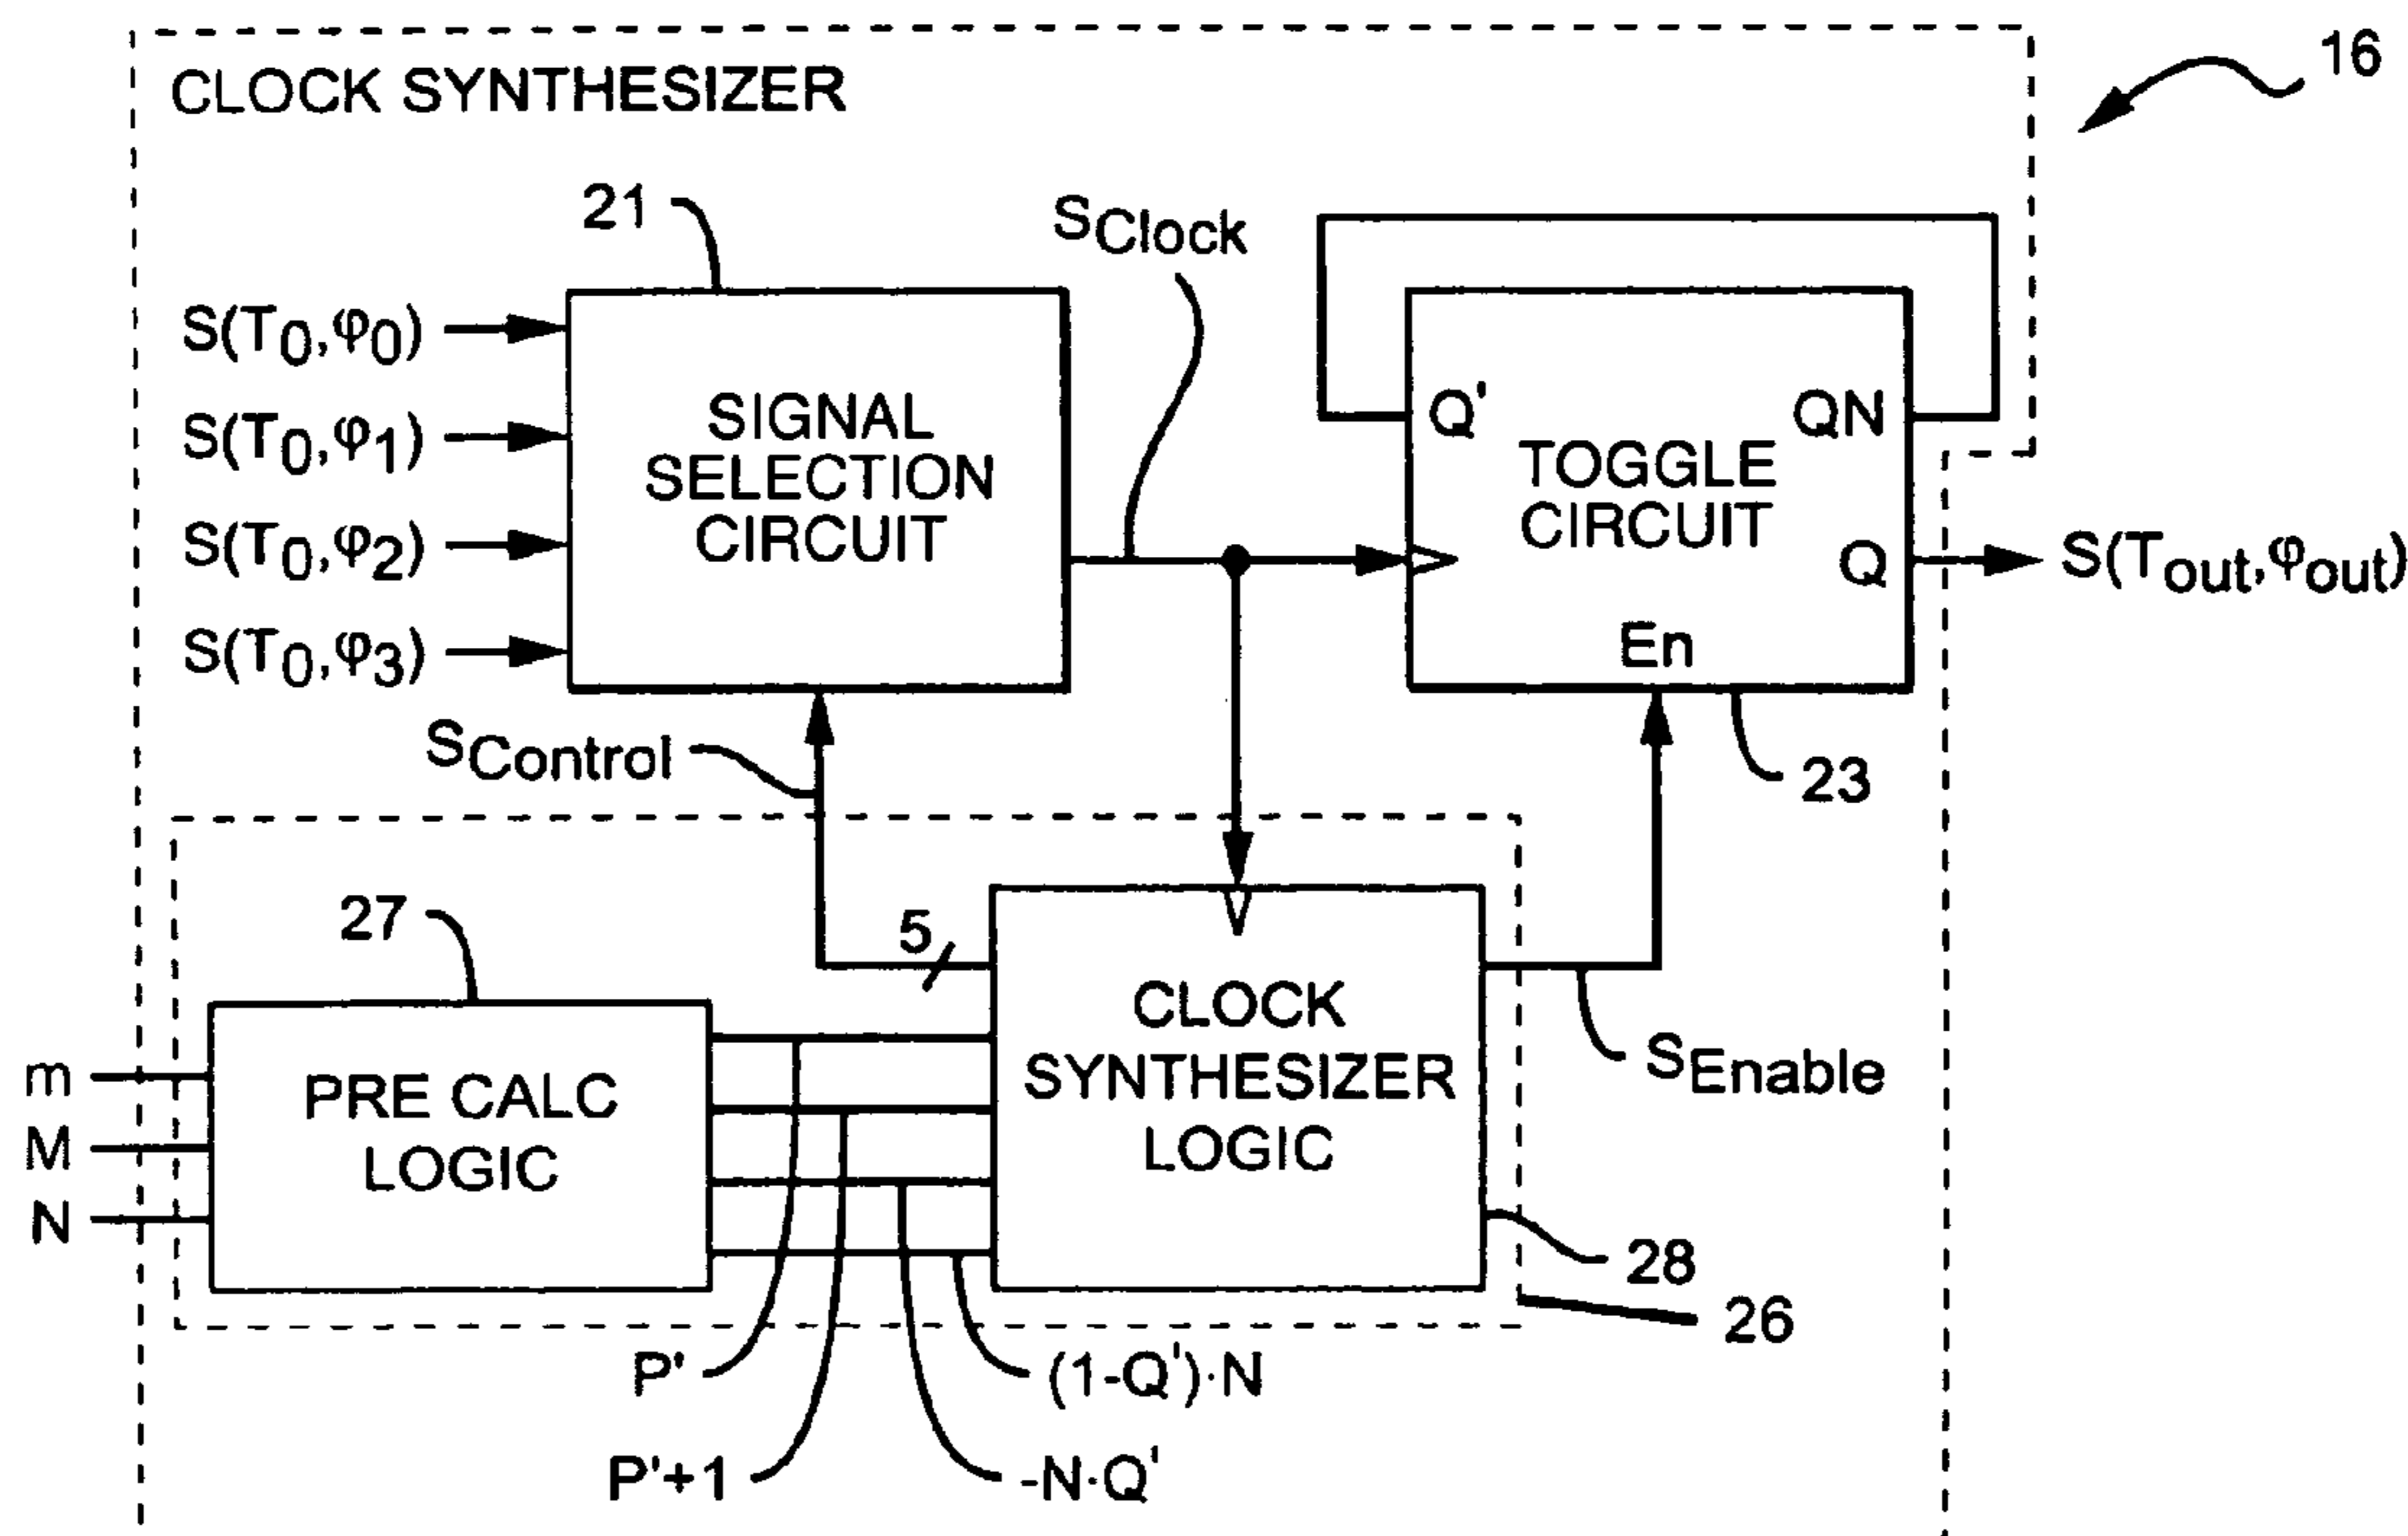 16
CLOCK SYNTHESIZER
21
SClock
S(T0,φ0)
S(T0,φ1)
S(T0,φ2)
S(T0,φ3)
SIGNAL
SELECTION
CIRCUIT
Q'
QN
TOGGLE
CIRCUIT
Q
En
S(Tout,φout)
SControl
23
27
5
m
M
N
PRE CALC
LOGIC
CLOCK
SYNTHESIZER
LOGIC
SEnable
28
26
P'
(1-Q')·N
P'+1
-N·Q'